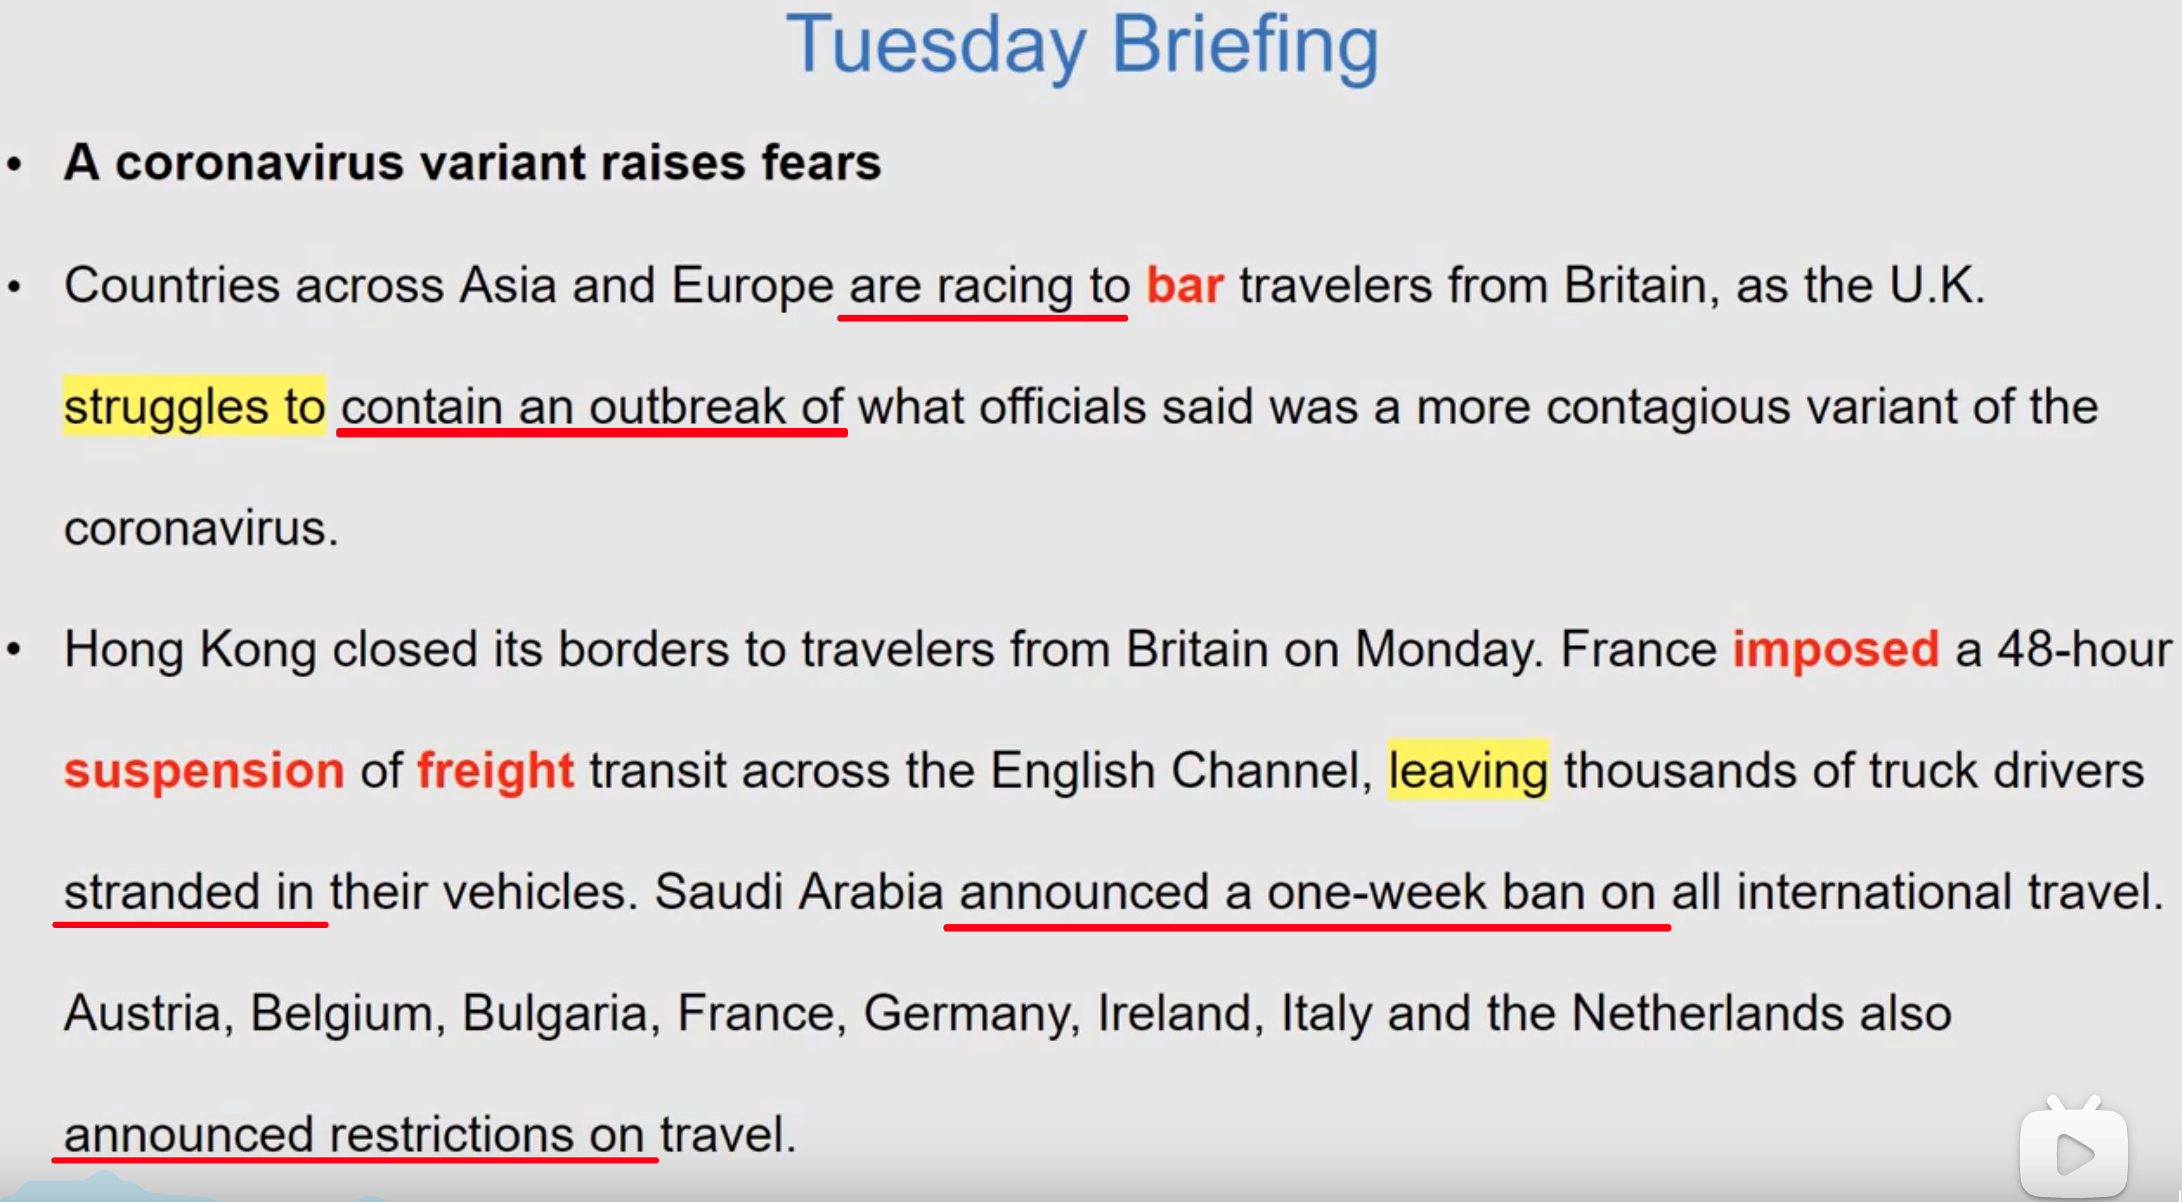 Tuesday Briefing
• A coronavirus variant raises fears
• Countries across Asia and Europe are racing to bar travelers from Britain, as the U.K.
struggles to contain an outbreak of what officials said was a more contagious variant of the
coronavirus.
• Hong Kong closed its borders to travelers from Britain on Monday. France imposed a 48-hour
suspension of freight transit across the English Channel, leaving thousands of truck drivers
stranded in their vehicles. Saudi Arabia announced a one-week ban on all international travel.
Austria, Belgium, Bulgaria, France, Germany, Ireland, Italy and the Netherlands also
announced restrictions on travel.